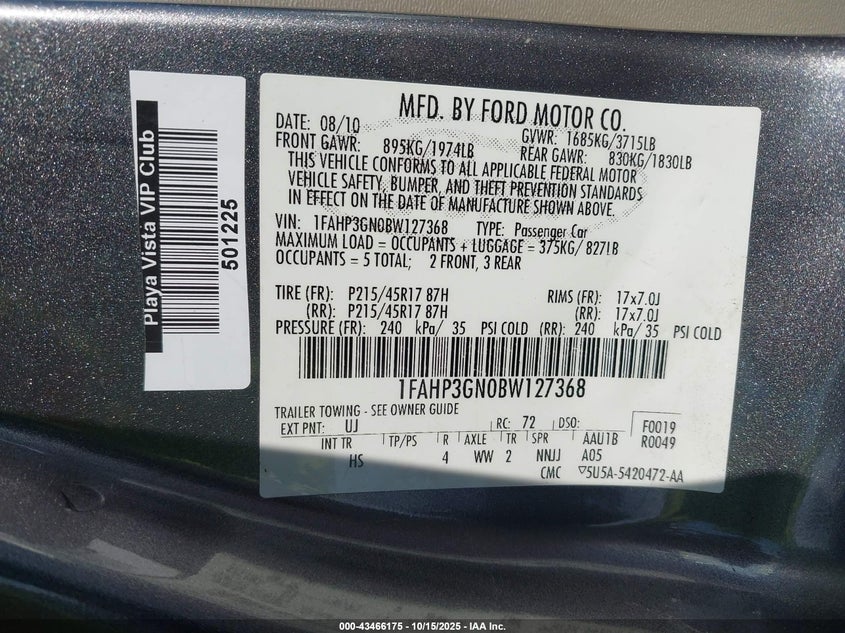 Playa Vista VIP Club
501225
MFD. BY FORD MOTOR CO.
DATE: 08/10 GVWR: 1685KG/3715LB
FRONT GAWR: 895KG/1974LB REAR GAWR: 830KG/1830LB
THIS VEHICLE CONFORMS TO ALL APPLICABLE FEDERAL MOTOR
VEHICLE SAFETY, BUMPER, AND THEFT PREVENTION STANDARDS
IN EFFECT ON THE DATE OF MANUFACTURE SHOWN ABOVE.
VIN: 1FAHP3GN0BW127368 TYPE: Passenger Car
MAXIMUM LOAD = OCCUPANTS + LUGGAGE = 375KG/ 827LB
OCCUPANTS = 5 TOTAL; 2 FRONT, 3 REAR
TIRE (FR): P215/45R17 87H RIMS (FR): 17x7.0J
(RR): P215/45R17 87H (RR): 17x7.0J
PRESSURE (FR): 240 kPa/ 35 PSI COLD (RR): 240 kPa/ 35 PSI COLD
1FAHP3GN0BW127368
TRAILER TOWING - SEE OWNER GUIDE
EXT PNT: UJ RC: 72 DSO: F0019
R0049
INT TR TP/PS R AXLE TR SPR AAU1B
HS 4 WW 2 NNJJ A05
CMC 5U5A-5420472-AA
000-43466175 - 10/15/2025 - IAA Inc.